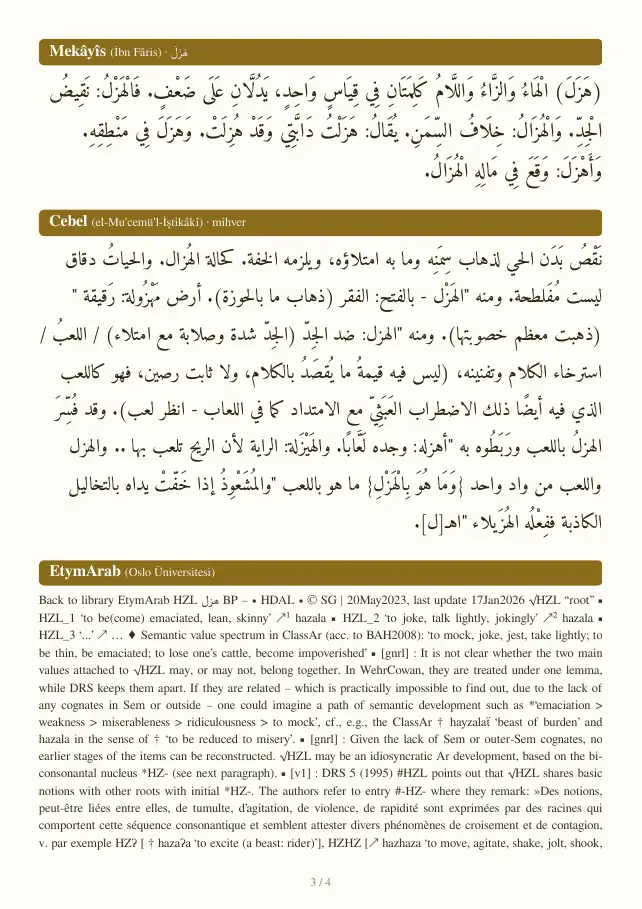 Mekâyîs (İbn Fâris) · هَزَلَ
(هَزَلَ) الْهَاءُ وَالزَّاءُ وَاللَّامُ كَلِمَتَانِ فِي قِيَاسٍ وَاحِدٍ، يَدُلَّانِ عَلَى ضَعْفٍ. فَالْهَزْلُ: نَقِيضُ
الْجِدِّ. وَالْهُزَالُ: خِلَافُ السِّمَنِ. يُقَالُ: هَزَلْتُ دَابَّتِي وَقَدْ هُزِلَتْ. وَهَزَلَ فِي مَنْطِقِهِ.
وَأَهْزَلَ: وَقَعَ فِي مَالِهِ الْهُزَالُ.
Cebel (el-Mu'cemü'l-İştikâkî) · mihver
نَقْصُ بَدَن الحي لذهاب سِمَنِه وما به امتلاؤه، ويلزمه الخفة. كحالة الهُزال. والحياتُ دقاق
ليست مُفَلطحة. ومنه "الهَزْل - بالفتح: الفقر (ذهاب ما بالحوزة). أرض مَهْزُولة: رَقيقة "
(ذهبت معظم خصوبتها). ومنه "الهزل: ضد الجِدّ (الجِدّ شدة وصلابة مع امتلاء) / اللعبُ /
استرخاء الكلام وتفنينه، (ليس فيه قيمةُ ما يُقصَدُ بالكلام، ولا ثابت رصين، فهو كاللعب
الذي فيه أيضًا ذلك الاضطراب العَبَثِيّ مع الامتداد كما في اللعاب - انظر لعب). وقد فُسِّرَ
الهزلُ باللعب ورَبَطُوه به "أهزله: وجده لَعَّابًا. والهَيْزَلة: الراية لأن الريح تلعب بها .. والهزل
واللعب من واد واحد {وَمَا هُوَ بِالْهَزْلِ} ما هو باللعب "والمُشَعْوِذُ إذا خَفّتْ يداه بالتخاليل
الكاذبة ففِعْلُه الهُزَيلاء "اهـ[ل].
EtymArab (Oslo Üniversitesi)
Back to library EtymArab HZL هزل BP – • HDAL • © SG | 20May2023, last update 17Jan2026 √HZL “root” ▪
HZL_1 ‘to be(come) emaciated, lean, skinny’ ↗¹ hazala ▪ HZL_2 ‘to joke, talk lightly, jokingly’ ↗² hazala ▪
HZL_3 ‘...’ ↗ … ♦ Semantic value spectrum in ClassAr (acc. to BAH2008): ‘to mock, joke, jest, take lightly; to
be thin, be emaciated; to lose one’s cattle, become impoverished’ ▪ [gnrl] : It is not clear whether the two main
values attached to √HZL may, or may not, belong together. In WehrCowan, they are treated under one lemma,
while DRS keeps them apart. If they are related – which is practically impossible to find out, due to the lack of
any cognates in Sem or outside – one could imagine a path of semantic development such as *‘emaciation >
weakness > miserableness > ridiculousness > to mock’, cf., e.g., the ClassAr † hayzalaẗ ‘beast of burden’ and
hazala in the sense of † ‘to be reduced to misery’. ▪ [gnrl] : Given the lack of Sem or outer-Sem cognates, no
earlier stages of the items can be reconstructed. √HZL may be an idiosyncratic Ar development, based on the bi-
consonantal nucleus *HZ- (see next paragraph). ▪ [v1] : DRS 5 (1995) #HZL points out that √HZL shares basic
notions with other roots with initial *HZ-. The authors refer to entry #-HZ- where they remark: »Des notions,
peut-être liées entre elles, de tumulte, d’agitation, de violence, de rapidité sont exprimées par des racines qui
comportent cette séquence consonantique et semblent attester divers phénomènes de croisement et de contagion,
v. par exemple HZʔ [ † hazaʔa ‘to excite (a beast: rider)’], HZHZ [↗ hazhaza ‘to move, agitate, shake, jolt, shook,
3 / 4